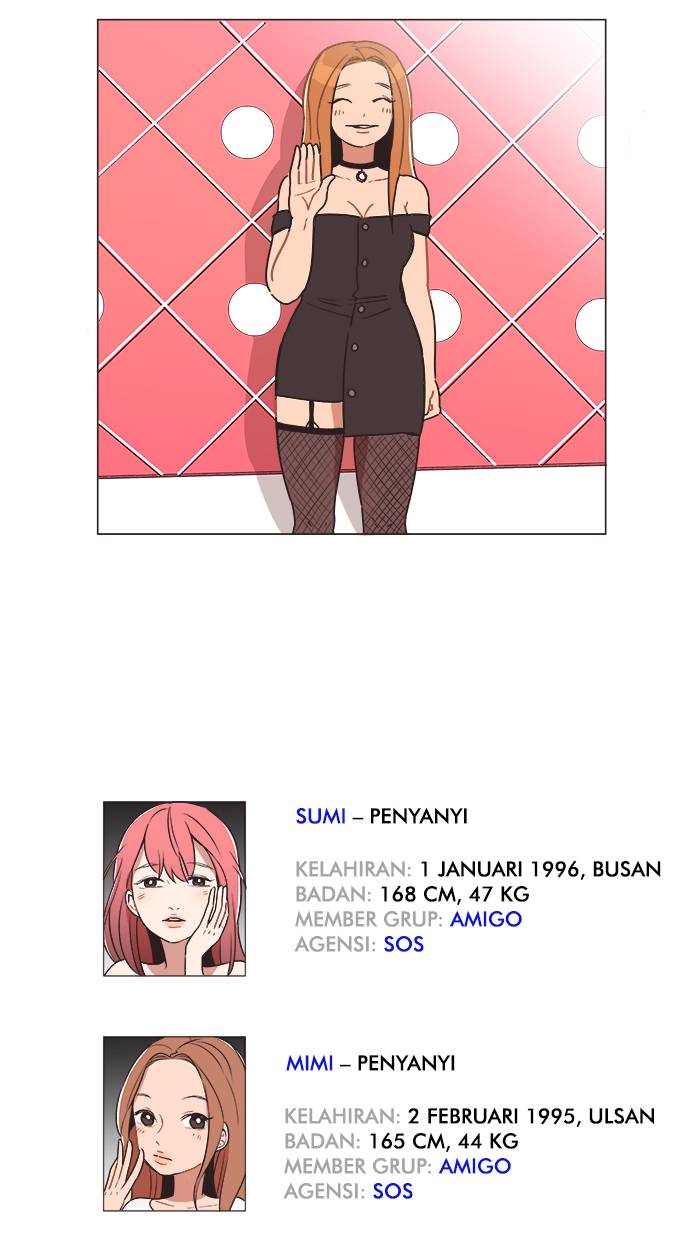 SUMI – PENYANYI
KELAHIRAN: 1 JANUARI 1996, BUSAN
BADAN: 168 CM, 47 KG
MEMBER GRUP: AMIGO
AGENSI: SOS
MIMI – PENYANYI
KELAHIRAN: 2 FEBRUARI 1995, ULSAN
BADAN: 165 CM, 44 KG
MEMBER GRUP: AMIGO
AGENSI: SOS